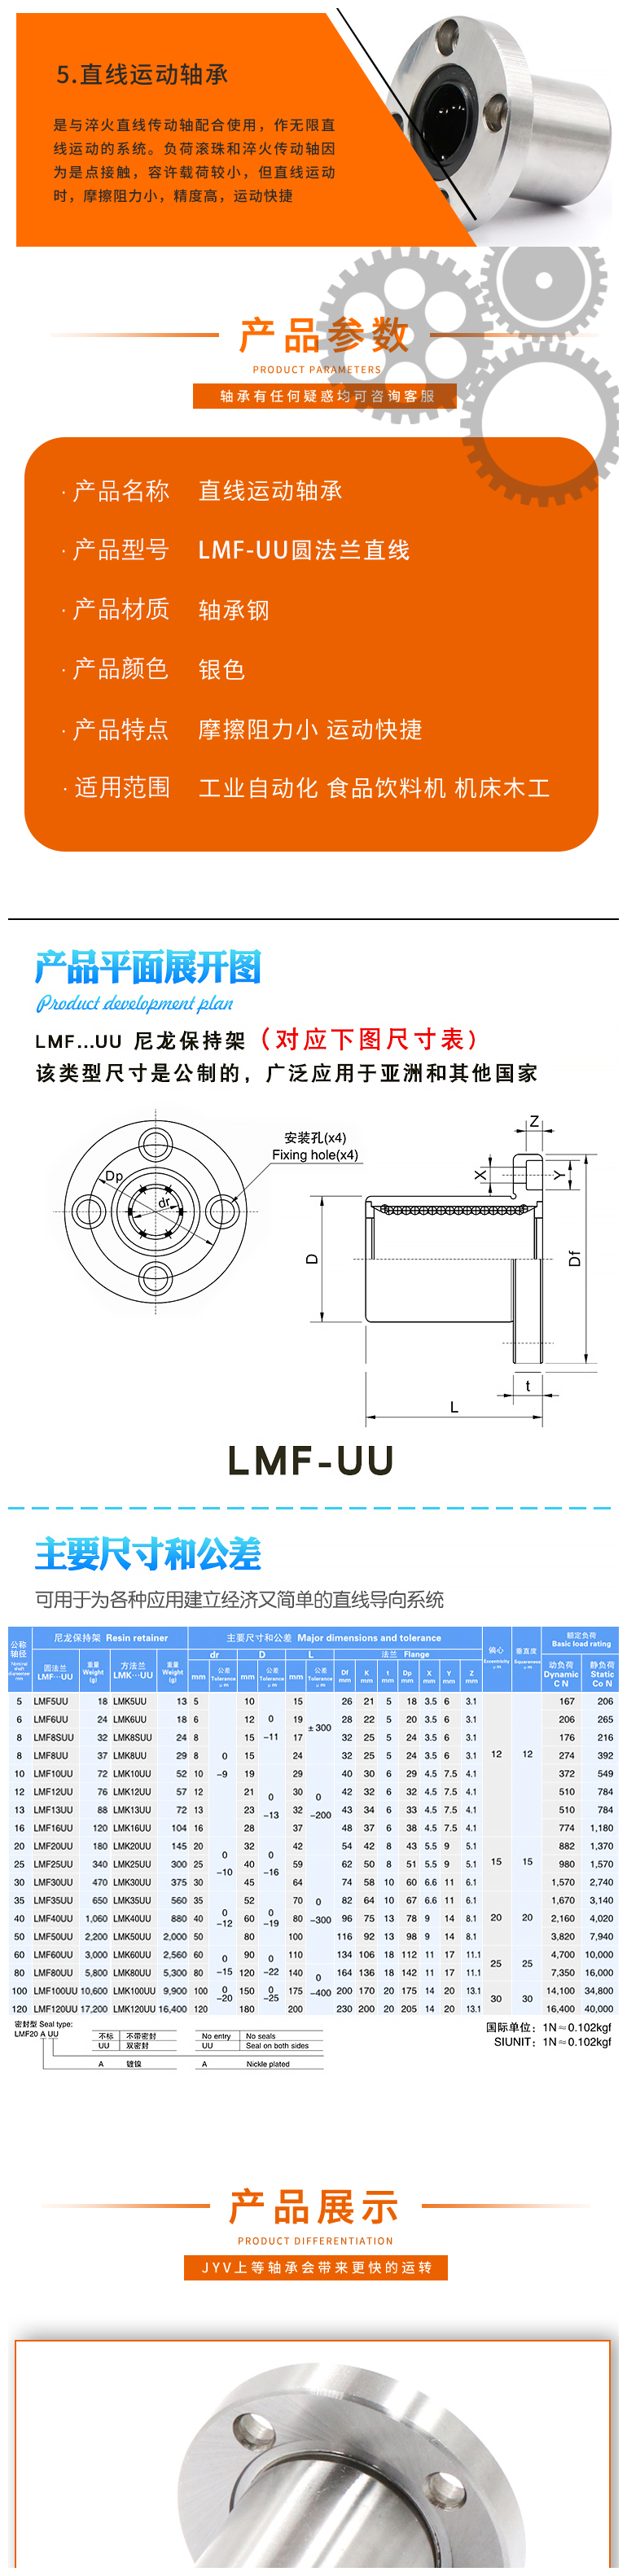 5.直线运动轴承
是与淬火直线传动轴配合使用，作无限直
线运动的系统。负荷滚珠和淬火传动轴因
为是点接触，容许载荷较小，但直线运动
时，摩擦阻力小，精度高，运动快捷
产品参数
PRODUCT PARAMETERS
轴承有任何疑惑均可咨询客服
· 产品名称 直线运动轴承
· 产品型号 LMF-UU圆法兰直线
· 产品材质 轴承钢
· 产品颜色 银色
· 产品特点 摩擦阻力小 运动快捷
· 适用范围 工业自动化 食品饮料机 机床木工
产品平面展开图
Product development plan
LMF...UU 尼龙保持架（对应下图尺寸表）
该类型尺寸是公制的，广泛应用于亚洲和其他国家
安装孔(x4)
Fixing hole(x4)
Dp
dr
Z
X
Y
D
Df
t
L
LMF-UU
主要尺寸和公差
可用于为各种应用建立经济又简单的直线导向系统
公称轴径 Nominal shaft diameter mm 尼龙保持架 Resin retainer 主要尺寸和公差 Major dimensions and tolerance 偏心 Eccentricity μm 垂直度 Squareness μm 额定负荷 Basic load rating
圆法兰 LMF···UU 重量 Weight (g) 方法兰 LMK···UU 重量 Weight (g) dr D L 法兰 Flange 动负荷 Dynamic C N 静负荷 Static Co N
mm 公差 Tolerance μm mm 公差 Tolerance μm mm 公差 Tolerance μm Df mm K mm t mm Dp mm X mm Y mm Z mm
5 LMF5UU 18 LMK5UU 13 5 10 15 26 21 5 18 3.5 6 3.1 167 206
6 LMF6UU 24 LMK6UU 18 6 12 0 19 28 22 5 20 3.5 6 3.1 206 265
±300
8 LMF8SUU 32 LMK8SUU 24 8 15 -11 17 32 25 5 24 3.5 6 3.1 176 216
8 LMF8UU 37 LMK8UU 29 8 0 15 24 32 25 5 24 3.5 6 3.1 12 12 274 392
10 LMF10UU 72 LMK10UU 52 10 -9 19 29 40 30 6 29 4.5 7.5 4.1 372 549
12 LMF12UU 76 LMK12UU 57 12 21 0 30 0 42 32 6 32 4.5 7.5 4.1 510 784
13 LMF13UU 88 LMK13UU 72 13 23 -13 32 -200 43 34 6 33 4.5 7.5 4.1 510 784
16 LMF16UU 120 LMK16UU 104 16 28 37 48 37 6 38 4.5 7.5 4.1 774 1,180
20 LMF20UU 180 LMK20UU 145 20 0 32 0 42 54 42 8 43 5.5 9 5.1 882 1,370
25 LMF25UU 340 LMK25UU 300 25 -10 40 -16 59 62 50 8 51 5.5 9 5.1 15 15 980 1,570
30 LMF30UU 470 LMK30UU 375 30 45 64 74 58 10 60 6.6 11 6.1 1,570 2,740
35 LMF35UU 650 LMK35UU 560 35 0 52 0 70 0 82 64 10 67 6.6 11 6.1 1,670 3,140
40 LMF40UU 1,060 LMK40UU 880 40 -12 60 -19 80 -300 96 75 13 78 9 14 8.1 20 20 2,160 4,020
50 LMF50UU 2,200 LMK50UU 2,000 50 80 100 116 92 13 98 9 14 8.1 3,820 7,940
60 LMF60UU 3,000 LMK60UU 2,560 60 0 90 0 110 134 106 18 112 11 17 11.1 25 25 4,700 10,000
80 LMF80UU 5,800 LMK80UU 5,300 80 -15 120 -22 140 0 164 136 18 142 11 17 11.1 7,350 16,000
100 LMF100UU 10,600 LMK100UU 9,900 100 0 -20 150 0 -25 175 -400 200 170 20 175 14 20 13.1 30 30 14,100 34,800
120 LMF120UU 17,200 LMK120UU 16,400 120 180 200 230 200 20 205 14 20 13.1 16,400 40,000
密封型 Seal type:
LMF20 A UU
不标 不带密封 No entry No seals
UU 双密封 UU Seal on both sides
A 镀镍 A Nickle plated
国际单位：1N≈0.102kgf
SIUNIT：1N≈0.102kgf
产品展示
PRODUCT DIFFERENTIATION
JYV上等轴承会带来更快的运转